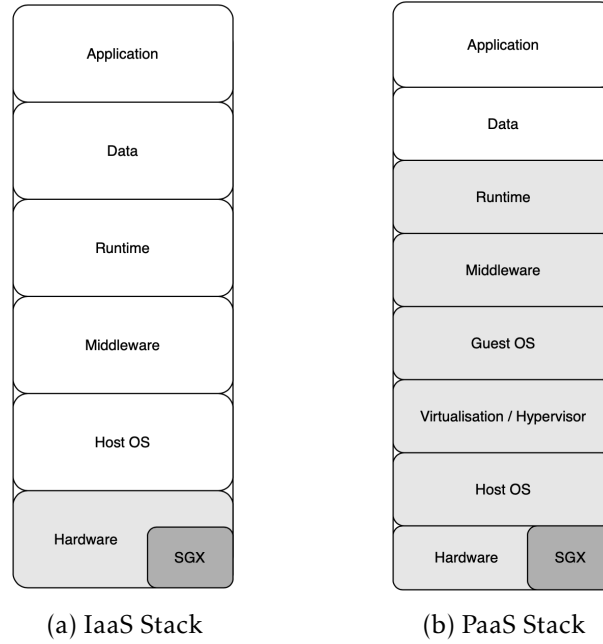 Application
Data
Runtime
Middleware
Host OS
Hardware
SGX
(a) IaaS Stack
Application
Data
Runtime
Middleware
Guest OS
Virtualisation / Hypervisor
Host OS
Hardware
SGX
(b) PaaS Stack